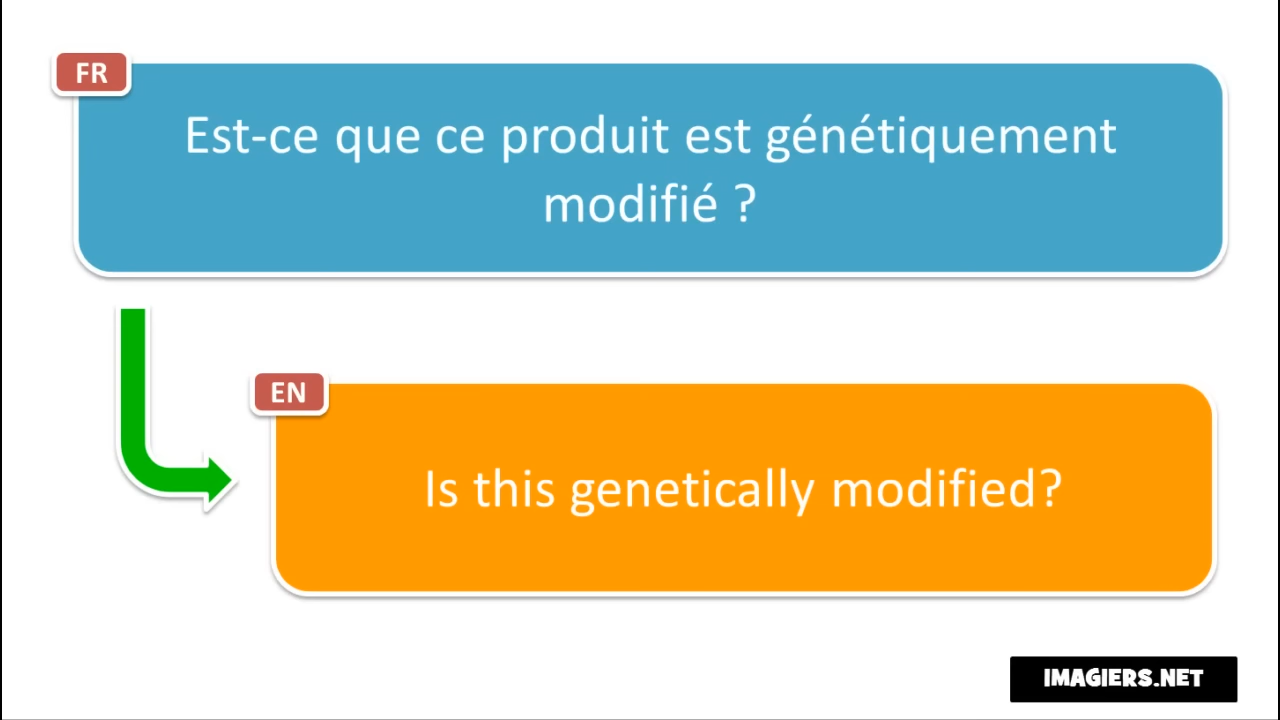 FR
Est-ce que ce produit est génétiquement
modifié ?
EN
Is this genetically modified?
IMAGIERS.NET